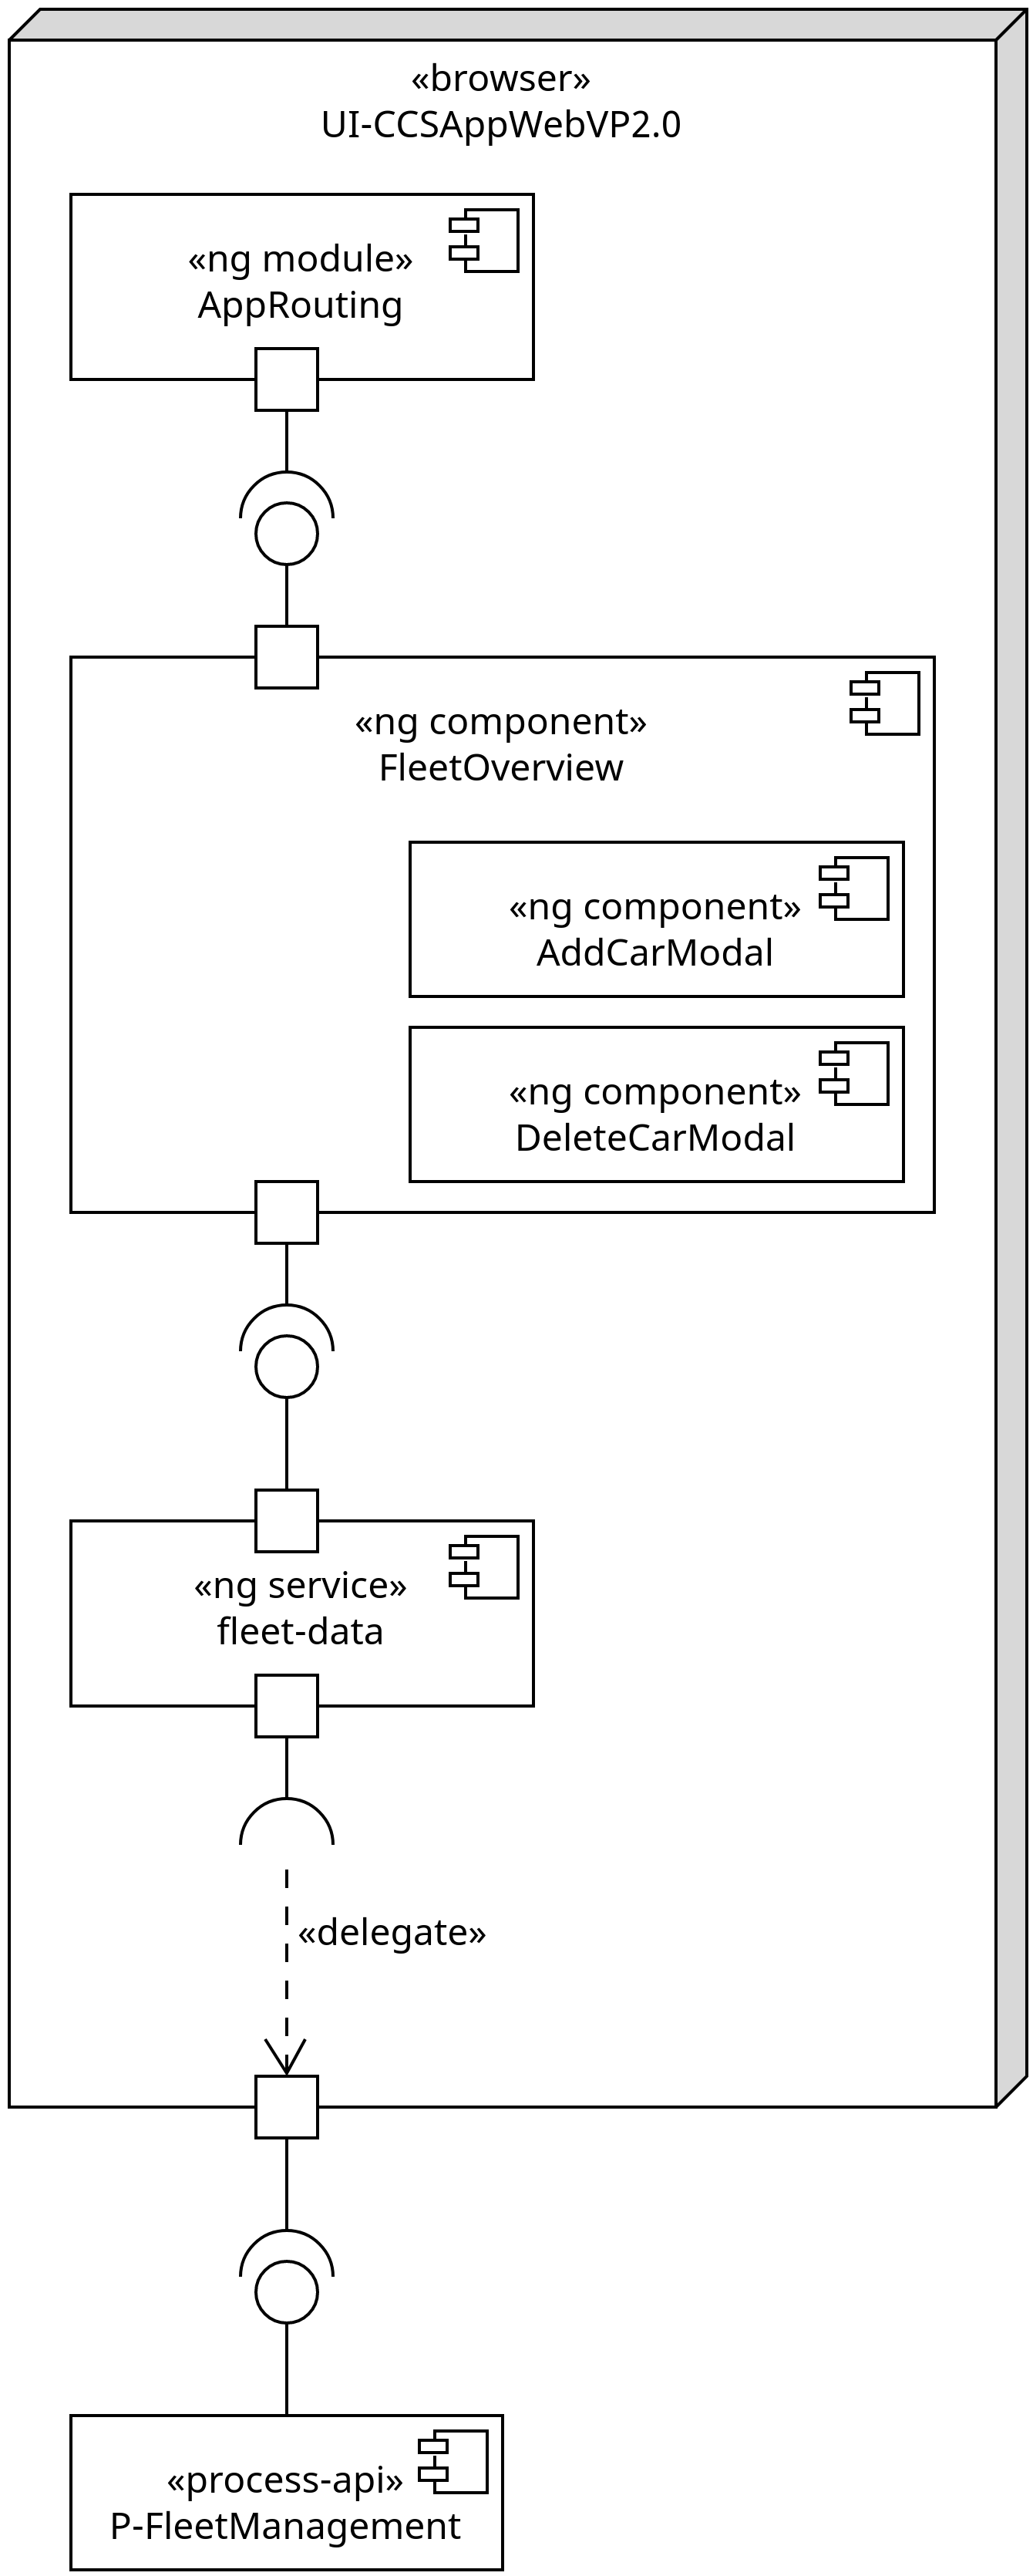 «browser»
UI-CCSAppWebVP2.0
«ng module»
AppRouting
«ng component»
FleetOverview
«ng component»
AddCarModal
«ng component»
DeleteCarModal
«ng service»
fleet-data
«delegate»
«process-api»
P-FleetManagement